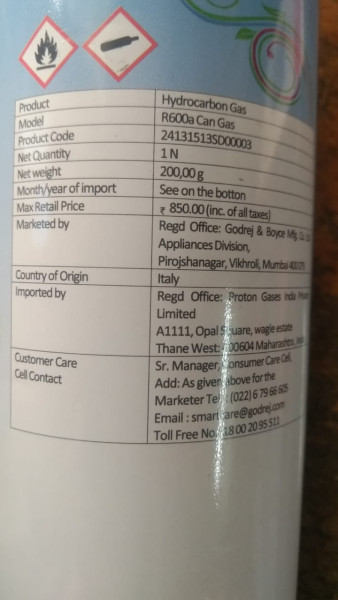 Product Hydrocarbon Gas
Model R600a Can Gas
Product Code 24131513SD00003
Net Quantity 1 N
Net weight 200,00 g
Month/year of import See on the botton
Max Retail Price ₹ 850.00 (inc. of all taxes)
Marketed by Regd Office: Godrej & Boyce Mfg. Co.
Appliances Division,
Pirojshanagar, Vikhroli, Mumbai 400079
Country of Origin Italy
Imported by Regd Office: Proton Gases India Private
Limited
A1111, Opal Square, wagle estate
Thane West: 400604 Maharashtra,
Customer Care Sr. Manager, Consumer Care Cell,
Cell Contact Add: As given above for the
Marketer Tel: (022) 6 79 66 605
Email : smartcare@godrej.com
Toll Free No. 18 00 20 95 511